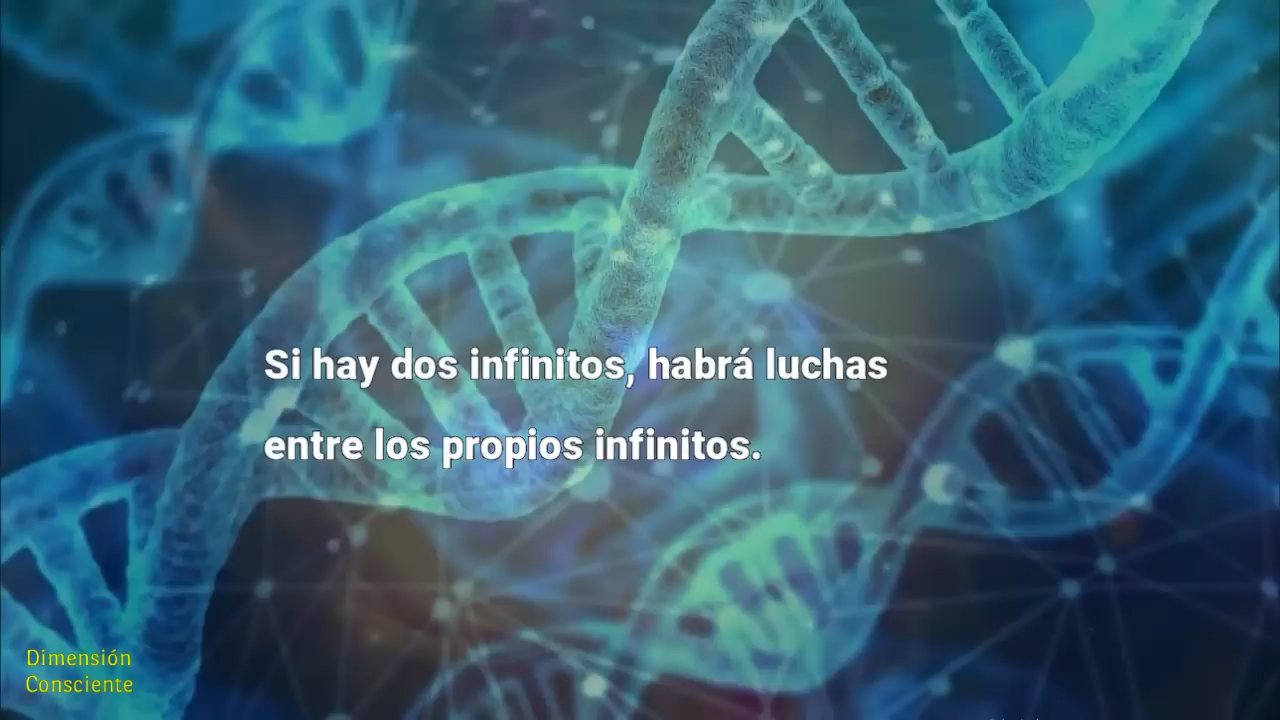 Si hay dos infinitos, habrá luchas
entre los propios infinitos.
Dimensión
Consciente